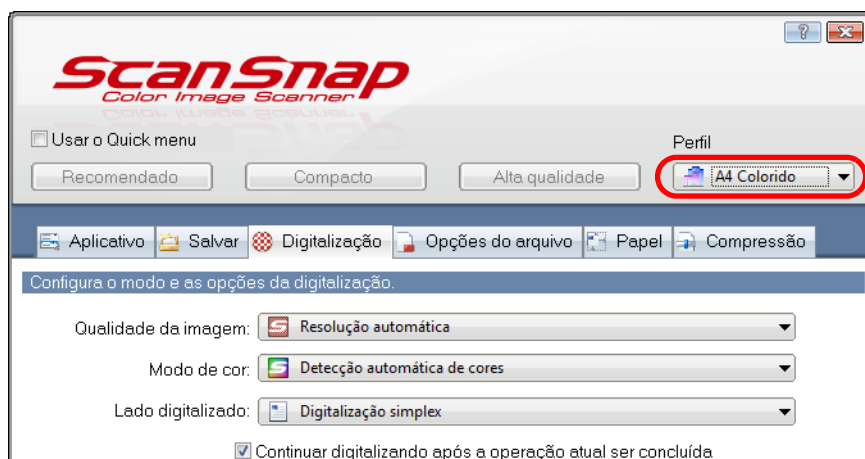 ScanSnap
Color Image Scanner
Usar o Quick menu
Perfil
Recomendado Compacto Alta qualidade A4 Colorido
Aplicativo Salvar Digitalização Opções do arquivo Papel Compressão
Configura o modo e as opções da digitalização.
Qualidade da imagem: Resolução automática
Modo de cor: Detecção automática de cores
Lado digitalizado: Digitalização simplex
Continuar digitalizando após a operação atual ser concluída